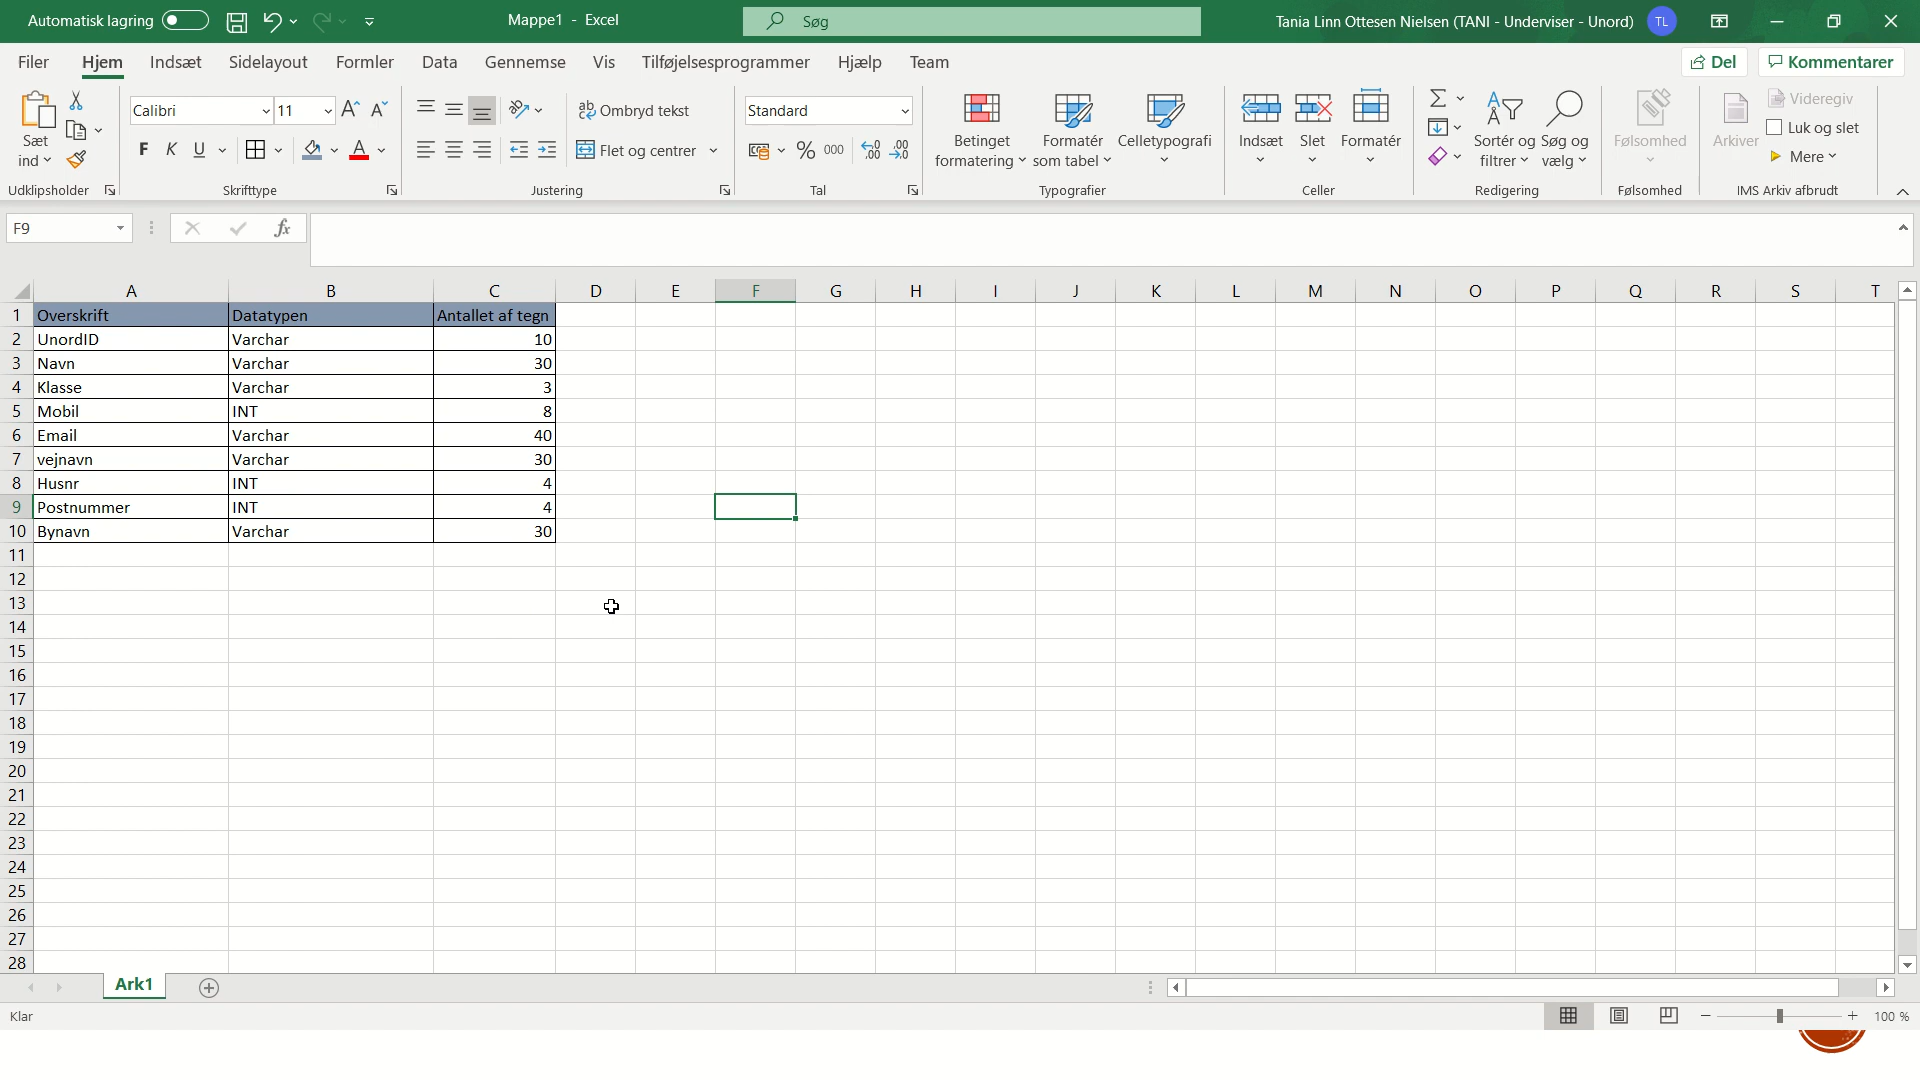 Automatisk lagring Mappe1 - Excel Søg Tania Linn Ottesen Nielsen (TANI - Underviser - Unord) TL
Filer Hjem Indsæt Sidelayout Formler Data Gennemse Vis Tilføjelsesprogrammer Hjælp Team Del Kommentarer
Sæt ind
Udklipsholder
Calibri 11
F K U A
Skrifttype
Ombryd tekst
Flet og centrer
Justering
Standard
% 000
Tal
Betinget formatering
Formatér som tabel
Celletypografi
Typografier
Indsæt Slet Formatér
Celler
Sortér og filtrer
Søg og vælg
Redigering
Følsomhed
Følsomhed
Arkiver
Videregiv
Luk og slet
Mere
IMS Arkiv afbrudt
F9 fx
A B C D E F G H I J K L M N O P Q R S T
1 Overskrift Datatypen Antallet af tegn
2 UnordID Varchar 10
3 Navn Varchar 30
4 Klasse Varchar 3
5 Mobil INT 8
6 Email Varchar 40
7 vejnavn Varchar 30
8 Husnr INT 4
9 Postnummer INT 4
10 Bynavn Varchar 30
11
12
13
14
15
16
17
18
19
20
21
22
23
24
25
26
27
28
Ark1
Klar 100 %